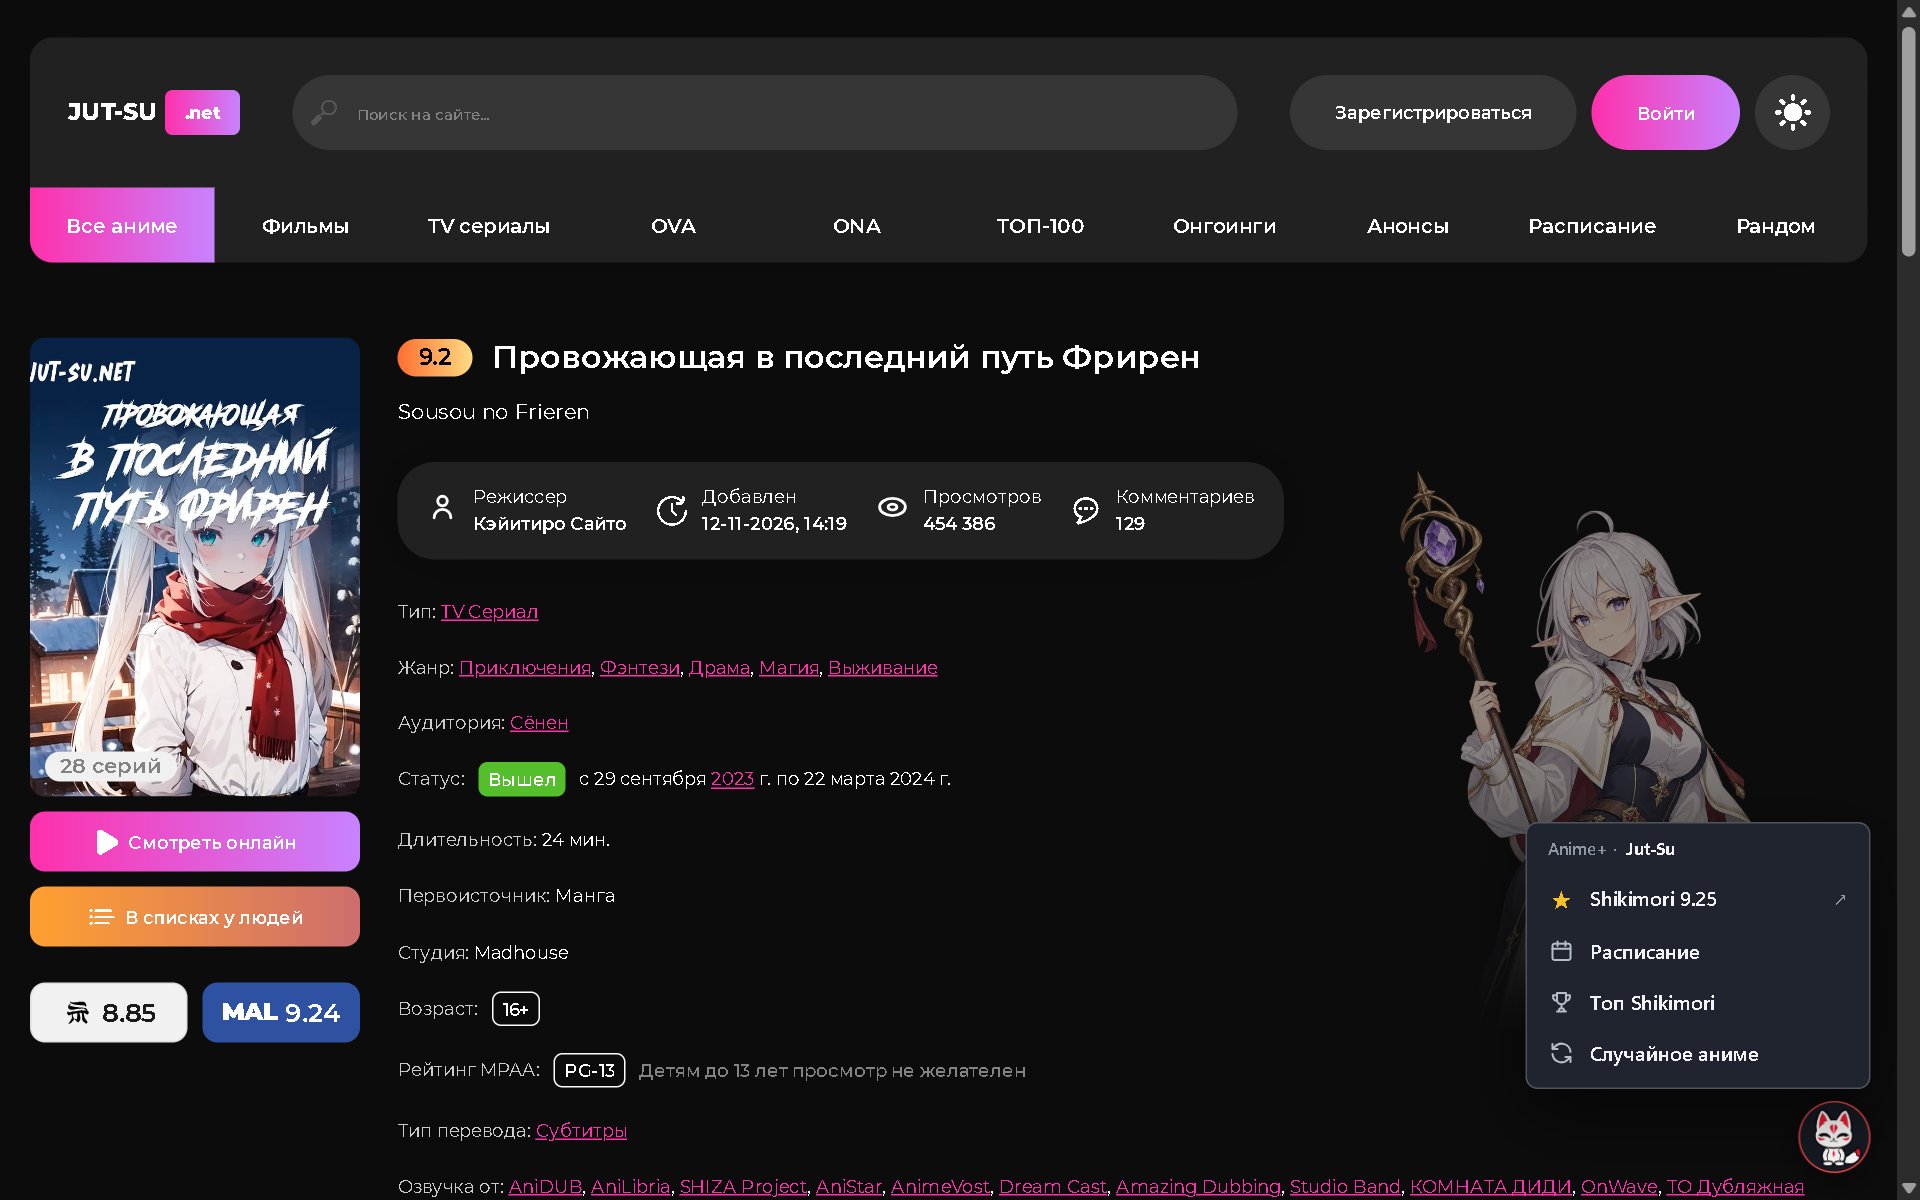 JUT-SU .net
Поиск на сайте...
Зарегистрироваться
Войти
Все аниме
Фильмы
TV сериалы
OVA
ONA
ТОП-100
Онгоинги
Анонсы
Расписание
Рандом
JUT-SU.NET
ПРОВОЖАЮЩАЯ
В ПОСЛЕДНИЙ
ПУТЬ ФРИРЕН
28 серий
Смотреть онлайн
В списках у людей
8.85
MAL 9.24
9.2 Провожающая в последний путь Фрирен
Sousou no Frieren
Режиссер
Кэйитиро Сайто
Добавлен
12-11-2026, 14:19
Просмотров
454 386
Комментариев
129
Тип: TV Сериал
Жанр: Приключения, Фэнтези, Драма, Магия, Выживание
Аудитория: Сёнен
Статус: Вышел с 29 сентября 2023 г. по 22 марта 2024 г.
Длительность: 24 мин.
Первоисточник: Манга
Студия: Madhouse
Возраст: 16+
Рейтинг MPAA: PG-13 Детям до 13 лет просмотр не желателен
Тип перевода: Субтитры
Озвучка от: AniDUB, AniLibria, SHIZA Project, AniStar, AnimeVost, Dream Cast, Amazing Dubbing, Studio Band, КОМНАТА ДИДИ, OnWave, ТО Дубляжная
Anime+ · Jut-Su
Shikimori 9.25
Расписание
Топ Shikimori
Случайное аниме